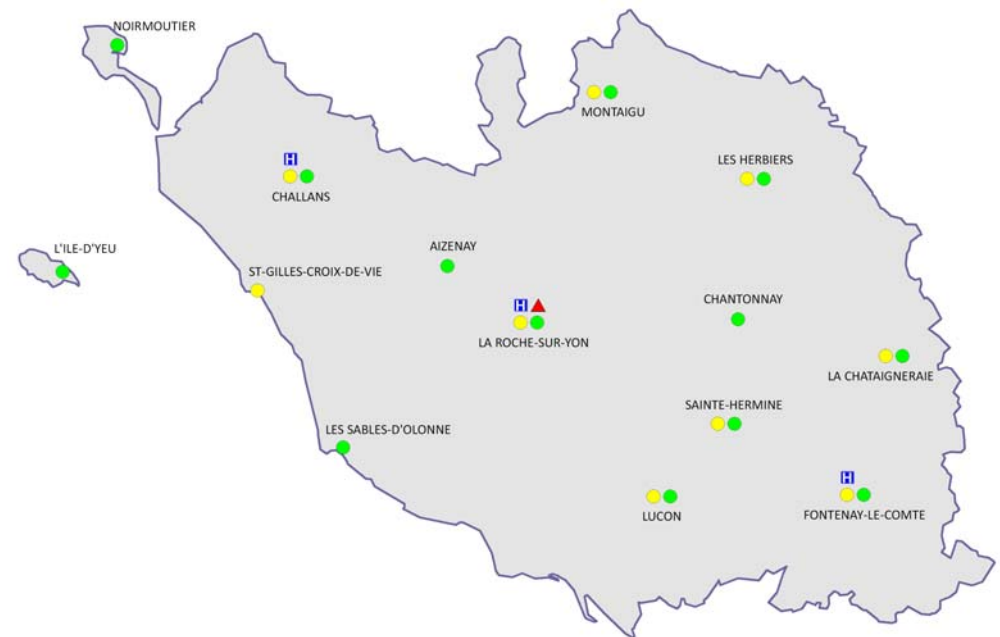 NOIRMOUTIER
MONTAIGU
H
LES HERBIERS
CHALLANS
L'ILE-D'YEU
AIZENAY
ST-GILLES-CROIX-DE-VIE
H
CHANTONNAY
LA ROCHE-SUR-YON
LA CHATAIGNERAIE
SAINTE-HERMINE
LES SABLES-D'OLONNE
H
LUCON
FONTENAY-LE-COMTE